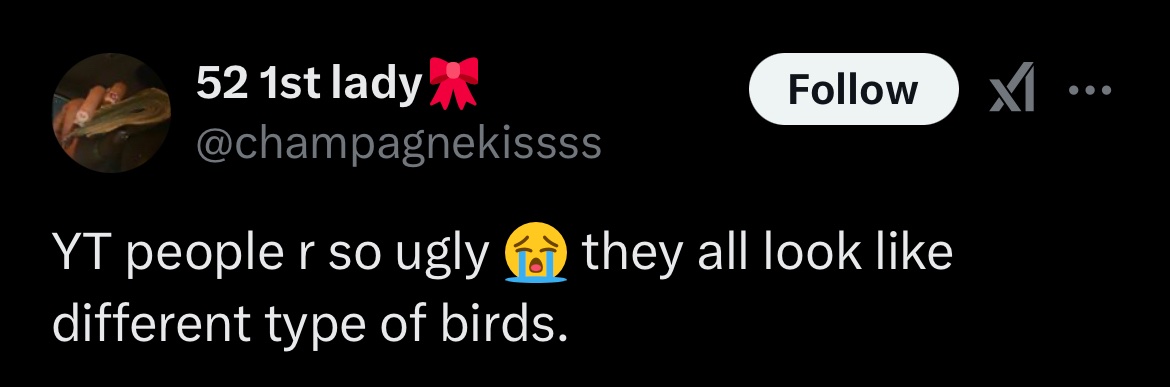 52 1st lady🎀
Follow
@champagnekissss
YT people r so ugly 😭 they all look like
different type of birds.